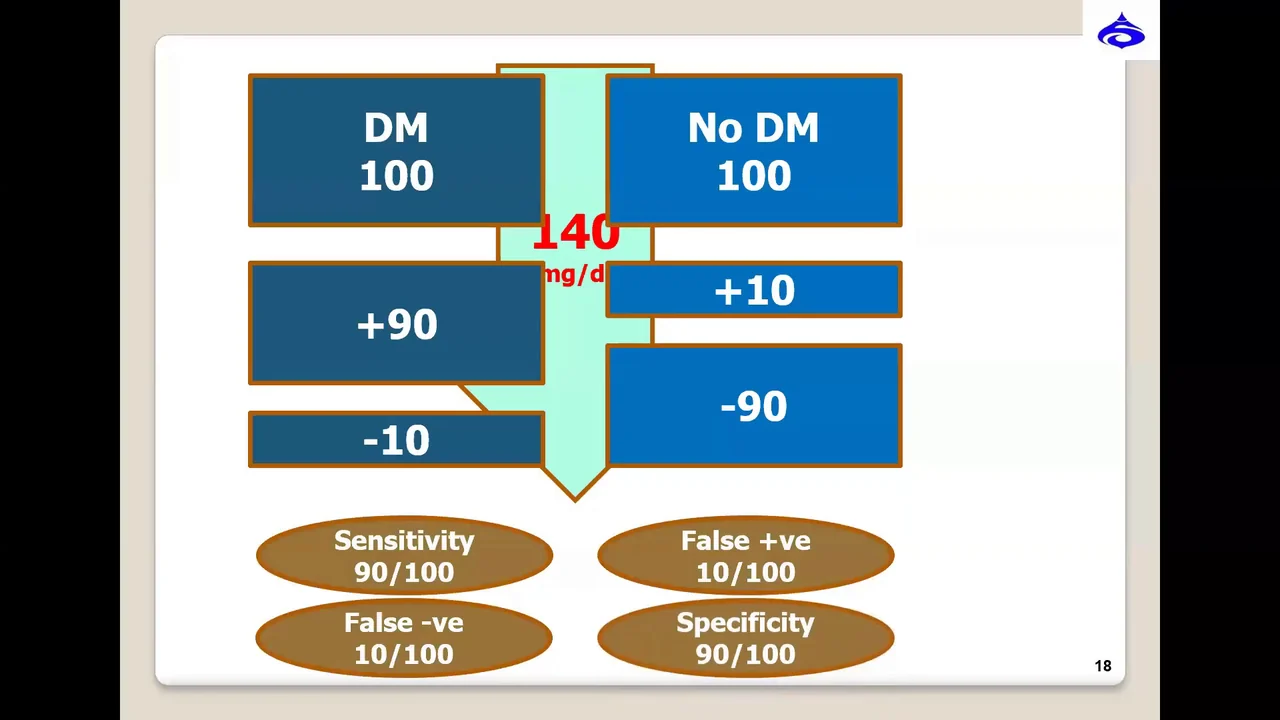 DM
100
No DM
100
140
mg/d
+90
+10
-10
-90
Sensitivity
90/100
False +ve
10/100
False -ve
10/100
Specificity
90/100
18